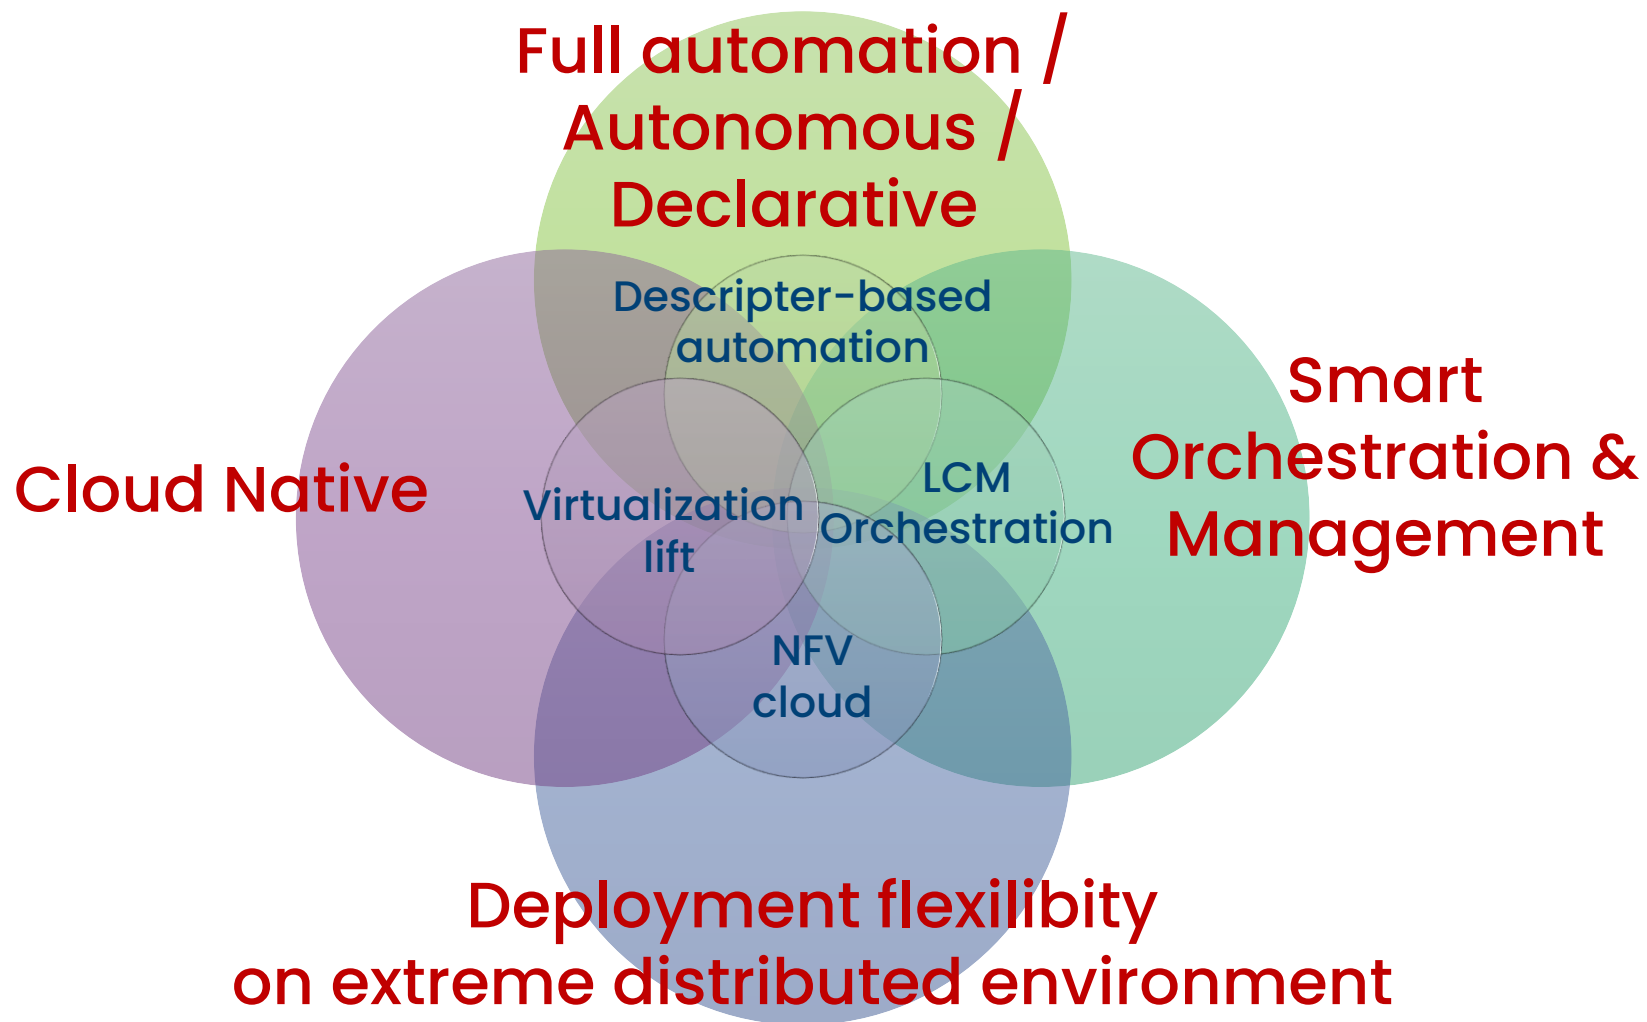 Full automation /
Autonomous /
Declarative
Descripter-based
automation
Smart
Orchestration &
Management
Cloud Native
Virtualization
lift
LCM
Orchestration
NFV
cloud
Deployment flexilibity
on extreme distributed environment